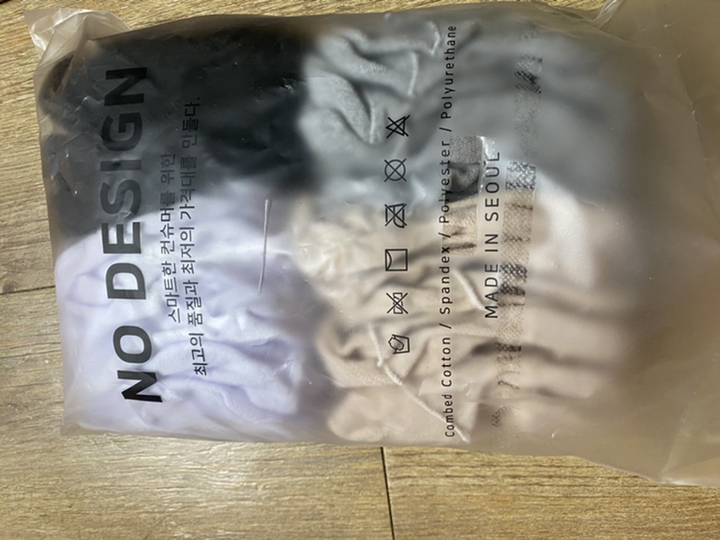 NO DESIGN
스마트한 컨슈머를 위한
최고의 품질과 최저의 가격대를 만들다.
Combed Cotton / Spandex / Polyester / Polyurethane
MADE IN SEOUL